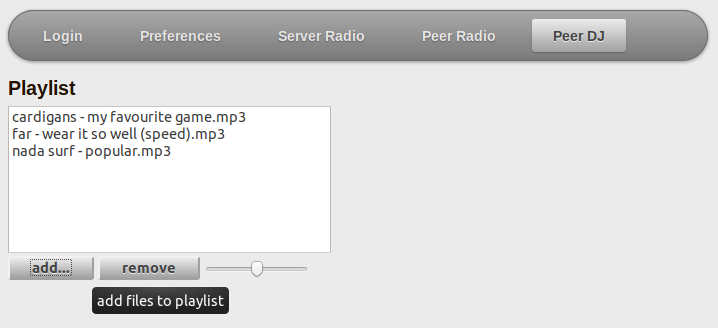 Login Preferences Server Radio Peer Radio Peer DJ
Playlist
cardigans - my favourite game.mp3
far - wear it so well (speed).mp3
nada surf - popular.mp3
add... remove
add files to playlist